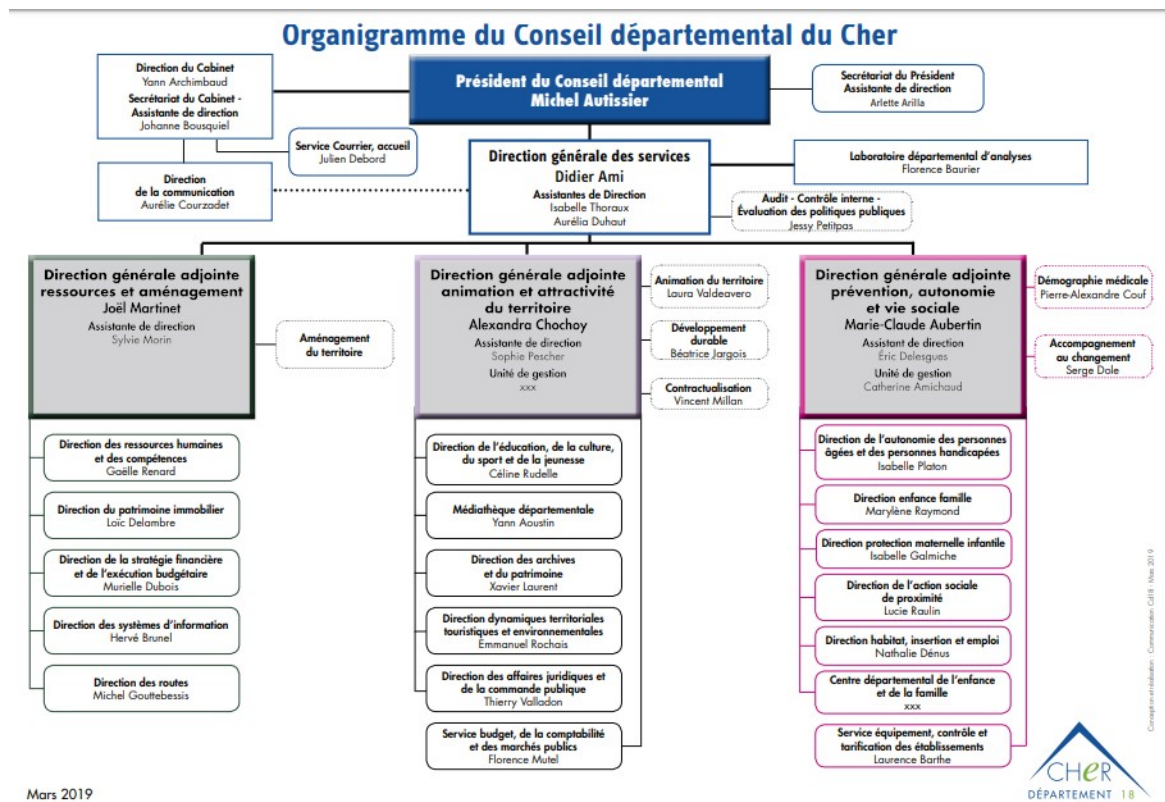 Organigramme du Conseil départemental du Cher
Direction du Cabinet
Yann Archimbaud
Secrétariat du Cabinet -
Assistante de direction
Johanne Bousquiel
Président du Conseil départemental
Michel Autissier
Secrétariat du Président
Assistante de direction
Arlette Arilla
Service Courrier, accueil
Julien Debord
Direction
de la communication
Aurélie Courzadet
Direction générale des services
Didier Ami
Assistantes de Direction
Isabelle Thoraux
Aurélia Duhaut
Laboratoire départemental d'analyses
Florence Baurier
Audit - Contrôle interne -
Évaluation des politiques publiques
Jessy Petitpas
Direction générale adjointe
ressources et aménagement
Joël Martinet
Assistante de direction
Sylvie Morin
Aménagement
du territoire
Direction des ressources humaines
et des compétences
Gaëlle Renard
Direction du patrimoine immobilier
Loïc Delambre
Direction de la stratégie financière
et de l'exécution budgétaire
Murielle Dubois
Direction des systèmes d'information
Hervé Brunel
Direction des routes
Michel Gouttebessis
Direction générale adjointe
animation et attractivité
du territoire
Alexandra Chochoy
Assistante de direction
Sophie Pescher
Unité de gestion
xxx
Animation du territoire
Laura Valdeavero
Développement
durable
Béatrice Jargois
Contractualisation
Vincent Millan
Direction de l'éducation, de la culture,
du sport et de la jeunesse
Céline Rudelle
Médiathèque départementale
Yann Aoustin
Direction des archives
et du patrimoine
Xavier Laurent
Direction dynamiques territoriales
touristiques et environnementales
Emmanuel Rochais
Direction des affaires juridiques et
de la commande publique
Thierry Valladon
Service budget, de la comptabilité
et des marchés publics
Florence Mutel
Direction générale adjointe
prévention, autonomie
et vie sociale
Marie-Claude Aubertin
Assistant de direction
Éric Delesgues
Unité de gestion
Catherine Amichaud
Démographie médicale
Pierre-Alexandre Couf
Accompagnement
au changement
Serge Dole
Direction de l'autonomie des personnes
âgées et des personnes handicapées
Isabelle Platon
Direction enfance famille
Marylène Raymond
Direction protection maternelle infantile
Isabelle Galmiche
Direction de l'action sociale
de proximité
Lucie Raulin
Direction habitat, insertion et emploi
Nathalie Dénus
Centre départemental de l'enfance
et de la famille
xxx
Service équipement, contrôle et
tarification des établissements
Laurence Barthe
Conception et réalisation : Communication Cd18 - Mars 2019
CHeR
DÉPARTEMENT 18
Mars 2019